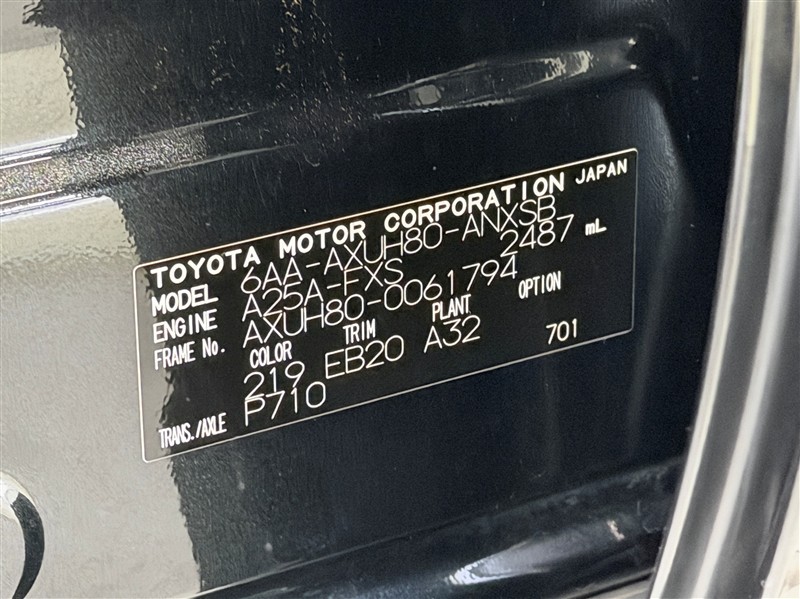 TOYOTA MOTOR CORPORATION JAPAN
MODEL 6AA-AXUH80-ANXSB
ENGINE A25A-FXS 2487 mL
FRAME No. AXUH80-0061794
COLOR TRIM PLANT OPTION
219 EB20 A32 701
TRANS./AXLE P710